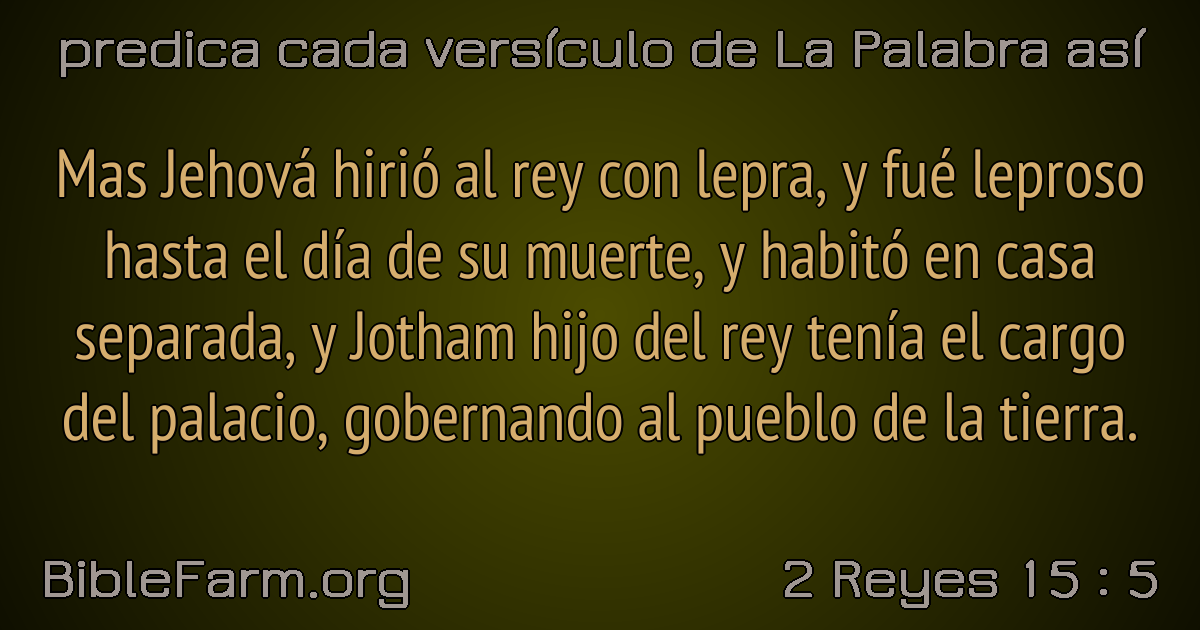 predica cada versículo de La Palabra así
Mas Jehová hirió al rey con lepra, y fué leproso
hasta el día de su muerte, y habitó en casa
separada, y Jotham hijo del rey tenía el cargo
del palacio, gobernando al pueblo de la tierra.
BibleFarm.org
2 Reyes 15 : 5